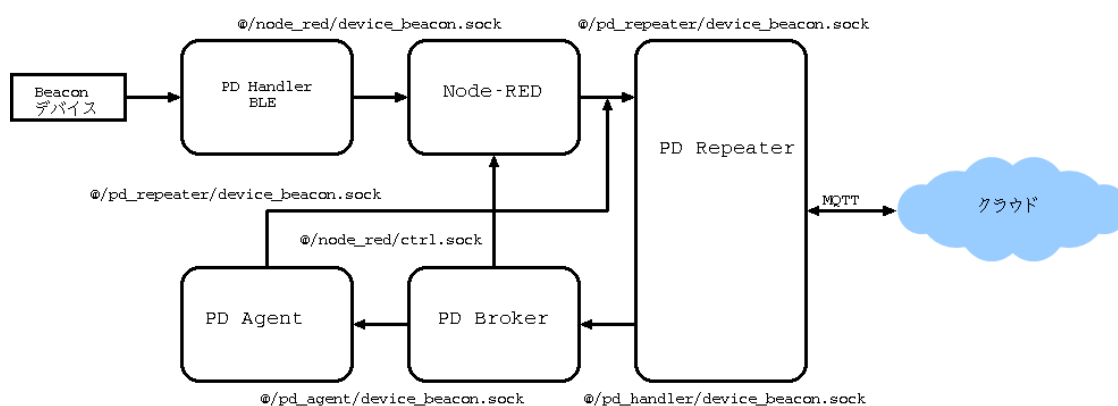 @/node_red/device_beacon.sock
@/pd_repeater/device_beacon.sock
Beacon
デバイス
PD Handler
BLE
Node-RED
PD Repeater
@/pd_repeater/device_beacon.sock
MQTT
クラウド
@/node_red/ctrl.sock
PD Agent
PD Broker
@/pd_agent/device_beacon.sock
@/pd_handler/device_beacon.sock